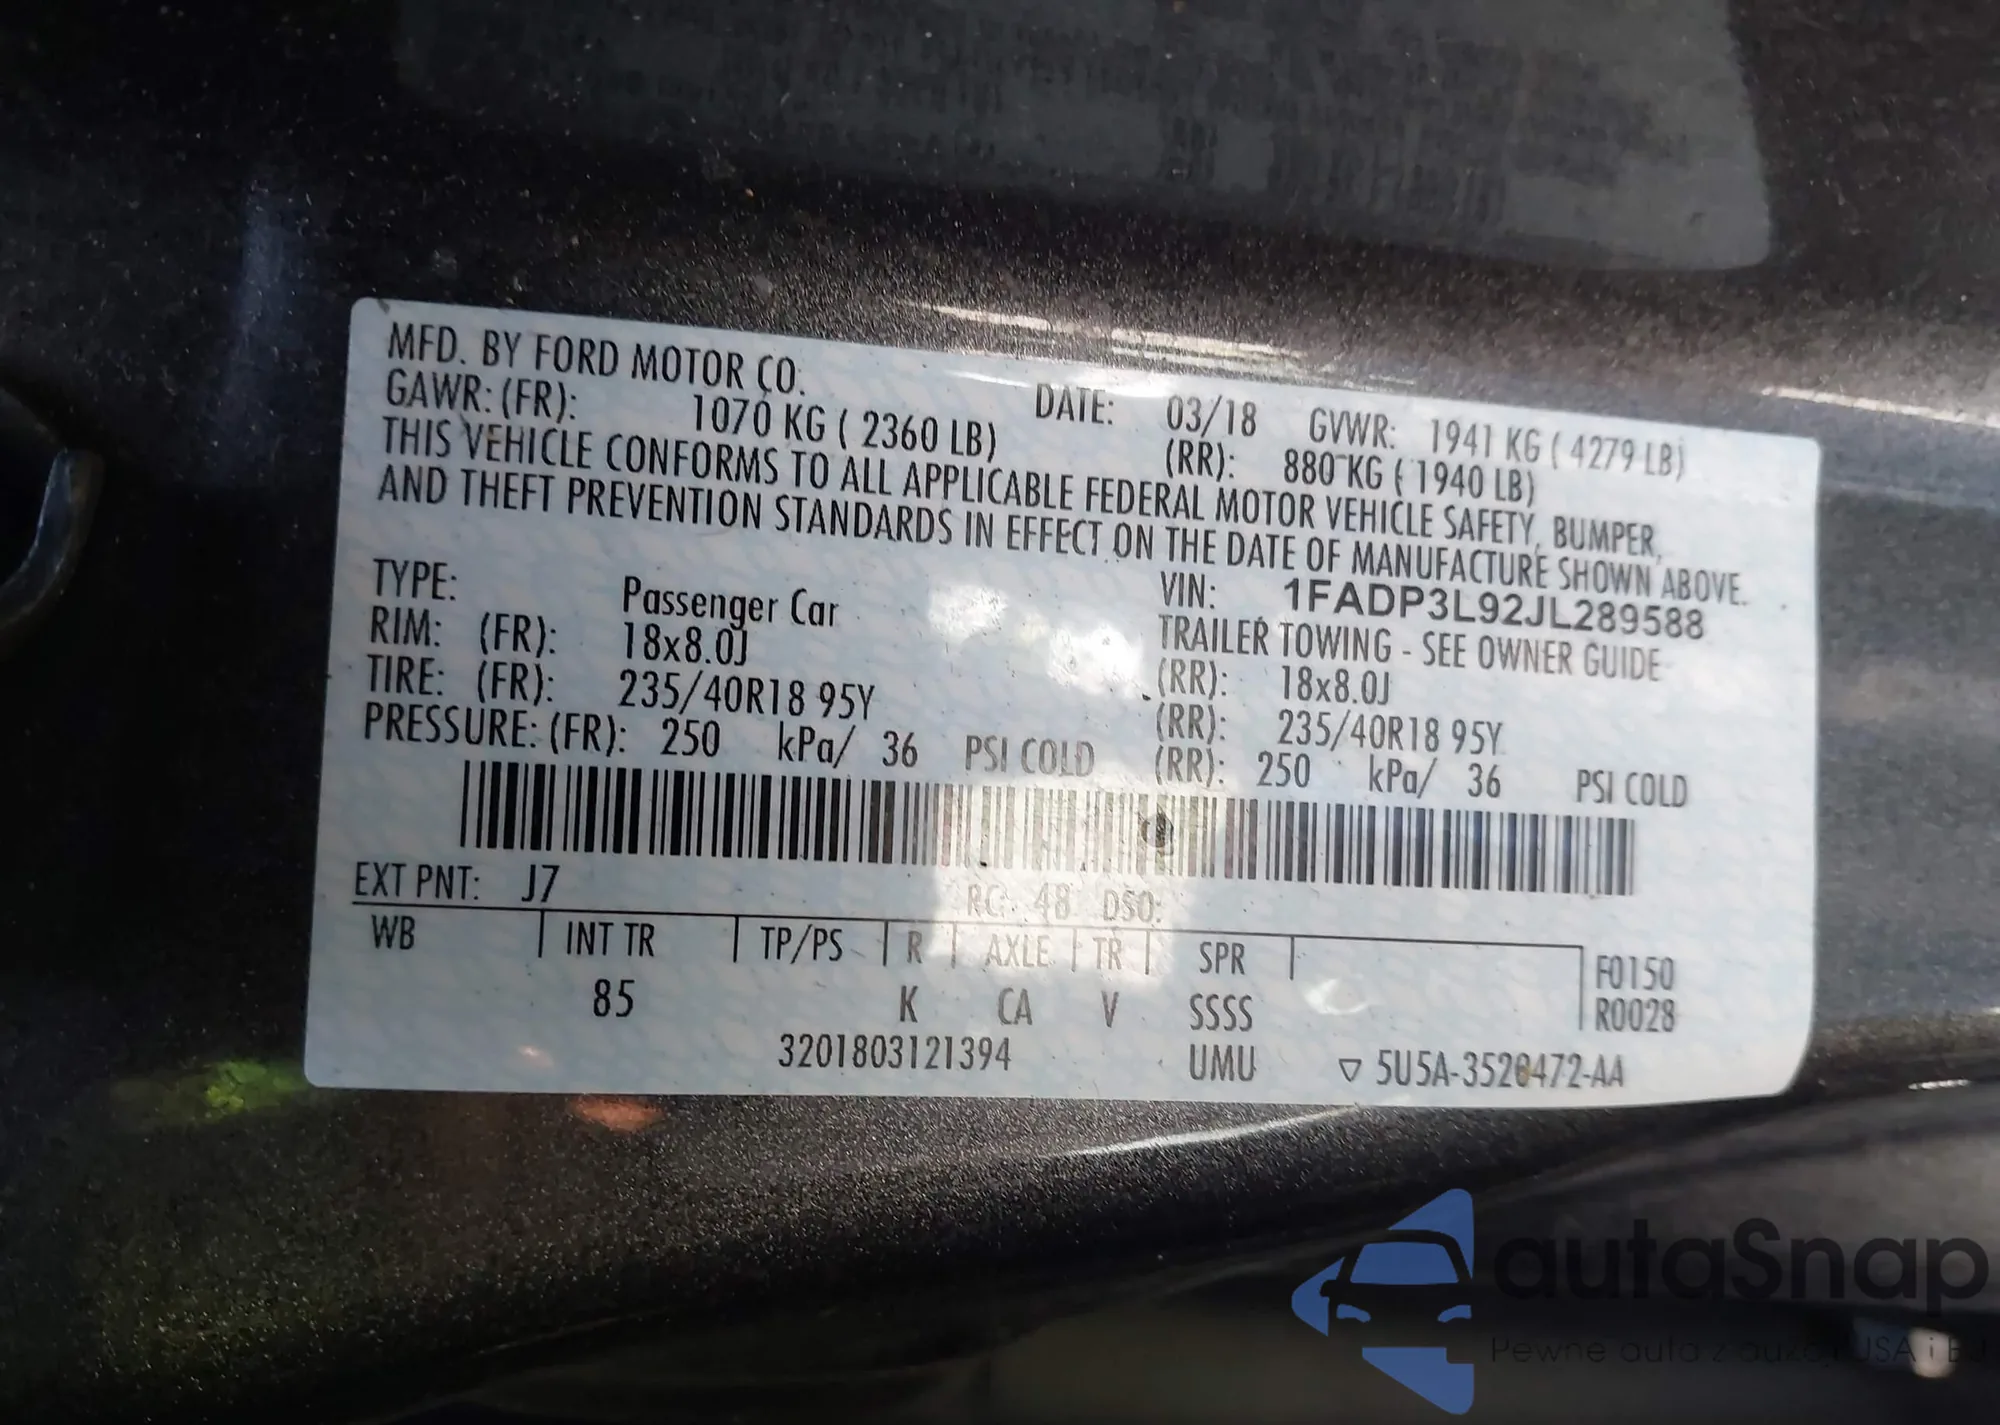 MFD. BY FORD MOTOR CO. DATE: 03/18 GVWR: 1941 KG ( 4279 LB)
GAWR: (FR): 1070 KG ( 2360 LB) (RR): 880 KG ( 1940 LB)
THIS VEHICLE CONFORMS TO ALL APPLICABLE FEDERAL MOTOR VEHICLE SAFETY, BUMPER,
AND THEFT PREVENTION STANDARDS IN EFFECT ON THE DATE OF MANUFACTURE SHOWN ABOVE.
VIN: 1FADP3L92JL289588
TYPE: Passenger Car TRAILER TOWING - SEE OWNER GUIDE
RIM: (FR): 18x8.0J (RR): 18x8.0J
TIRE: (FR): 235/40R18 95Y (RR): 235/40R18 95Y
PRESSURE: (FR): 250 kPa/ 36 PSI COLD (RR): 250 kPa/ 36 PSI COLD
EXT PNT: J7 RC: 48 DSO:
WB INT TR TP/PS R AXLE TR SPR F0150
85 K CA V SSSS R0028
3201803121394 UMU ▽ 5U5A-3520472-AA
autaSnap
Pewne auta z USA i EU